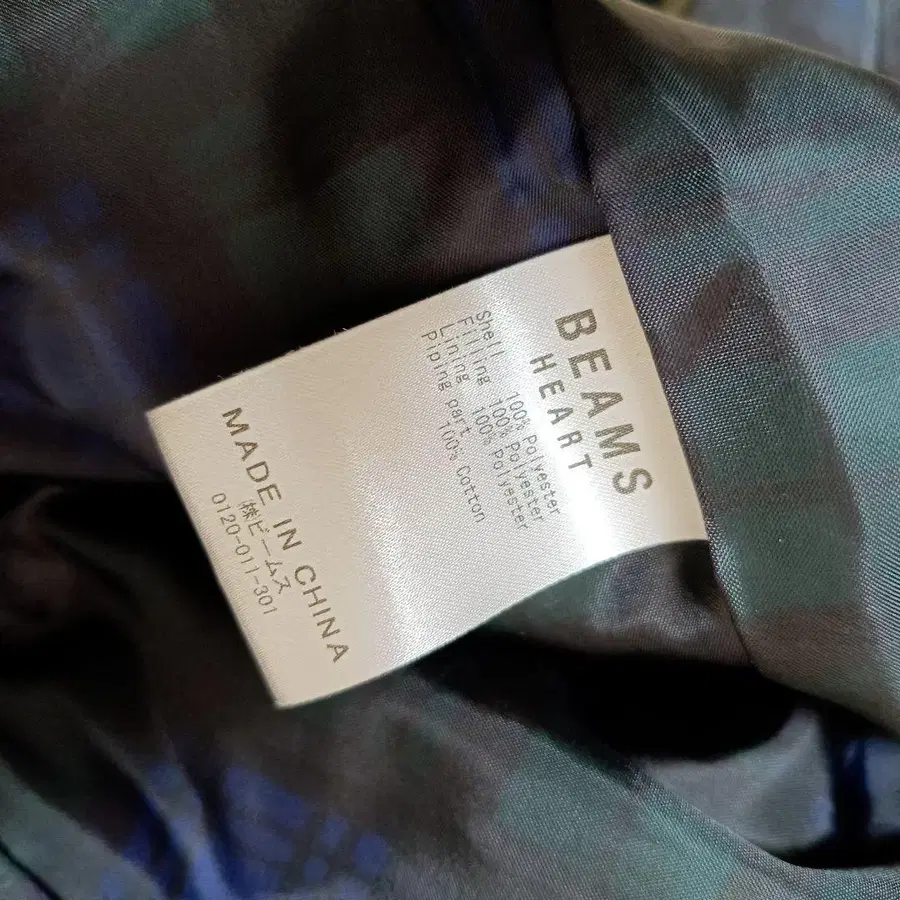 BEAMS
HEART
Shell 100% Polyester
Filling 100% Polyester
Lining 100% Polyester
Piping part
100% Cotton
MADE IN CHINA
㈱ビームス
0120-011-301